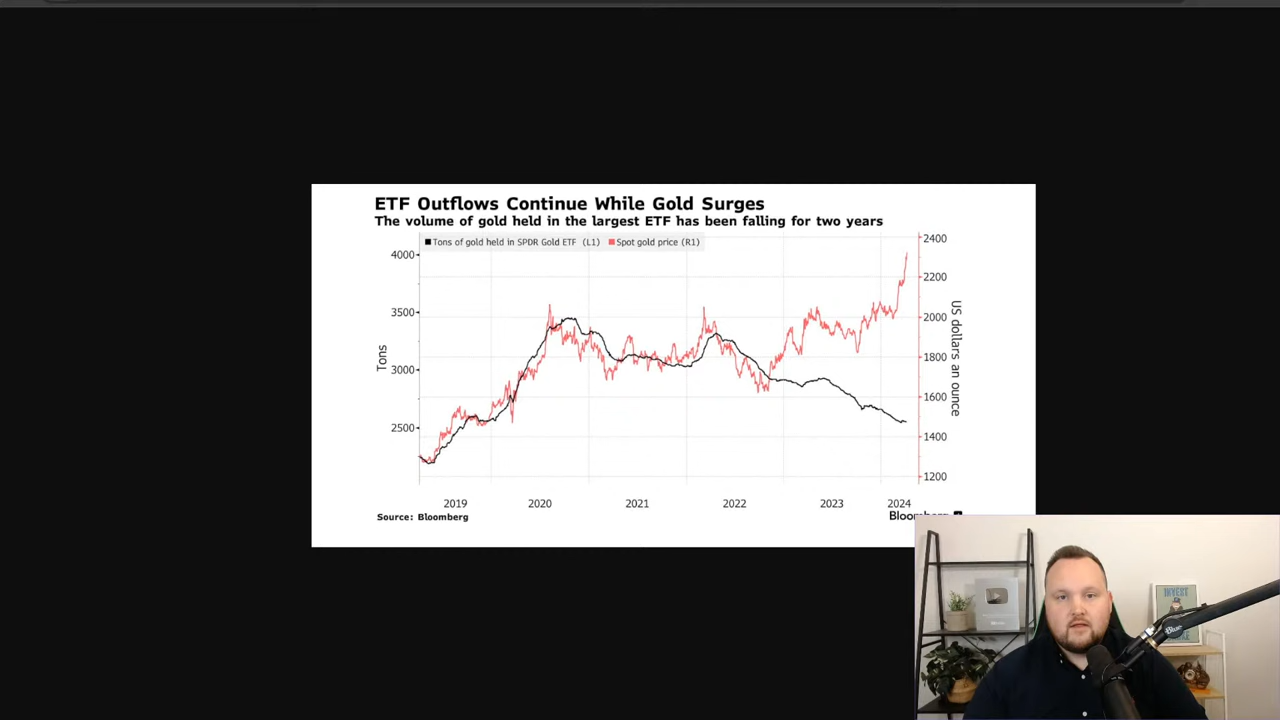 ETF Outflows Continue While Gold Surges
The volume of gold held in the largest ETF has been falling for two years
Tons of gold held in SPDR Gold ETF (L1) Spot gold price (R1)
4000
3500
3000
2500
Tons
2400
2200
2000
1800
1600
1400
1200
US dollars an ounce
2019 2020 2021 2022 2023 2024
Source: Bloomberg
Bloomberg
INVEST
Blue